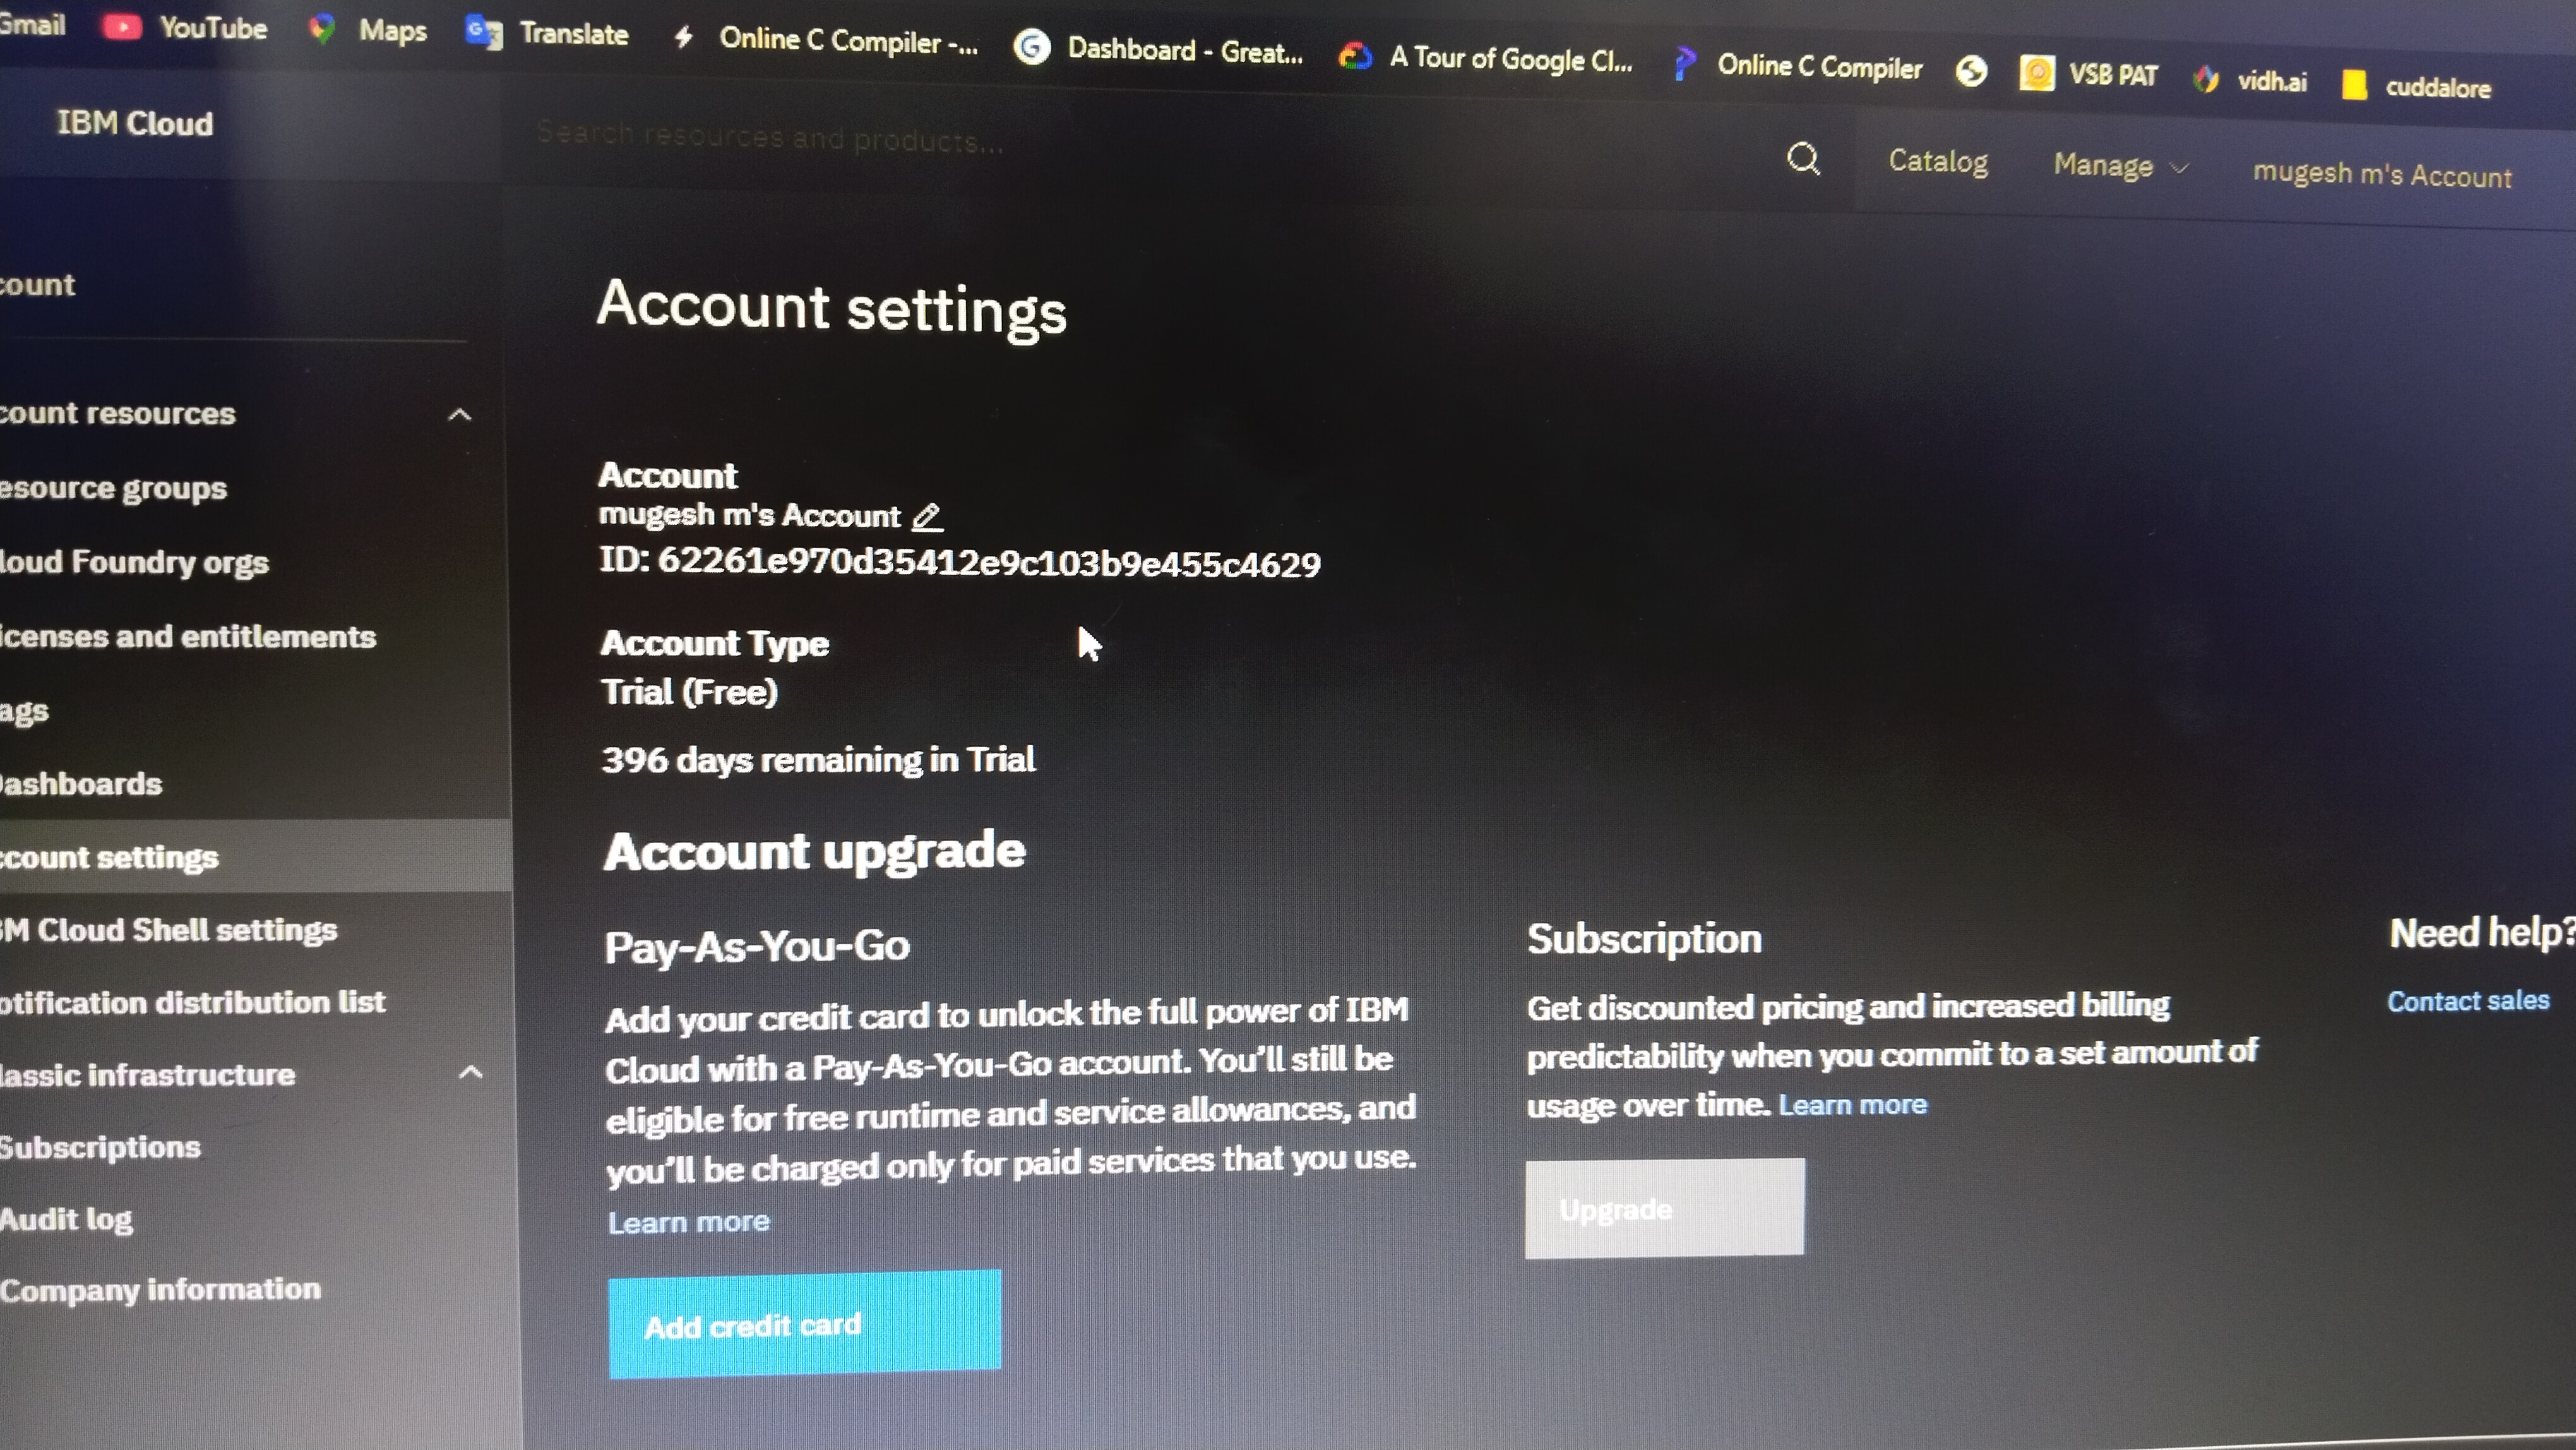 Gmail YouTube Maps Translate Online C Compiler -... Dashboard - Great... A Tour of Google Cl... Online C Compiler VSB PAT vidh.ai cuddalore
IBM Cloud Search resources and products... Catalog Manage mugesh m's Account
count
count resources
esource groups
loud Foundry orgs
icenses and entitlements
ags
Dashboards
ccount settings
BM Cloud Shell settings
otification distribution list
lassic infrastructure
Subscriptions
Audit log
Company information
Account settings
Account
mugesh m's Account
ID: 62261e970d35412e9c103b9e455c4629
Account Type
Trial (Free)
396 days remaining in Trial
Account upgrade
Pay-As-You-Go
Add your credit card to unlock the full power of IBM
Cloud with a Pay-As-You-Go account. You’ll still be
eligible for free runtime and service allowances, and
you’ll be charged only for paid services that you use.
Learn more
Add credit card
Subscription
Get discounted pricing and increased billing
predictability when you commit to a set amount of
usage over time. Learn more
Upgrade
Need help?
Contact sales